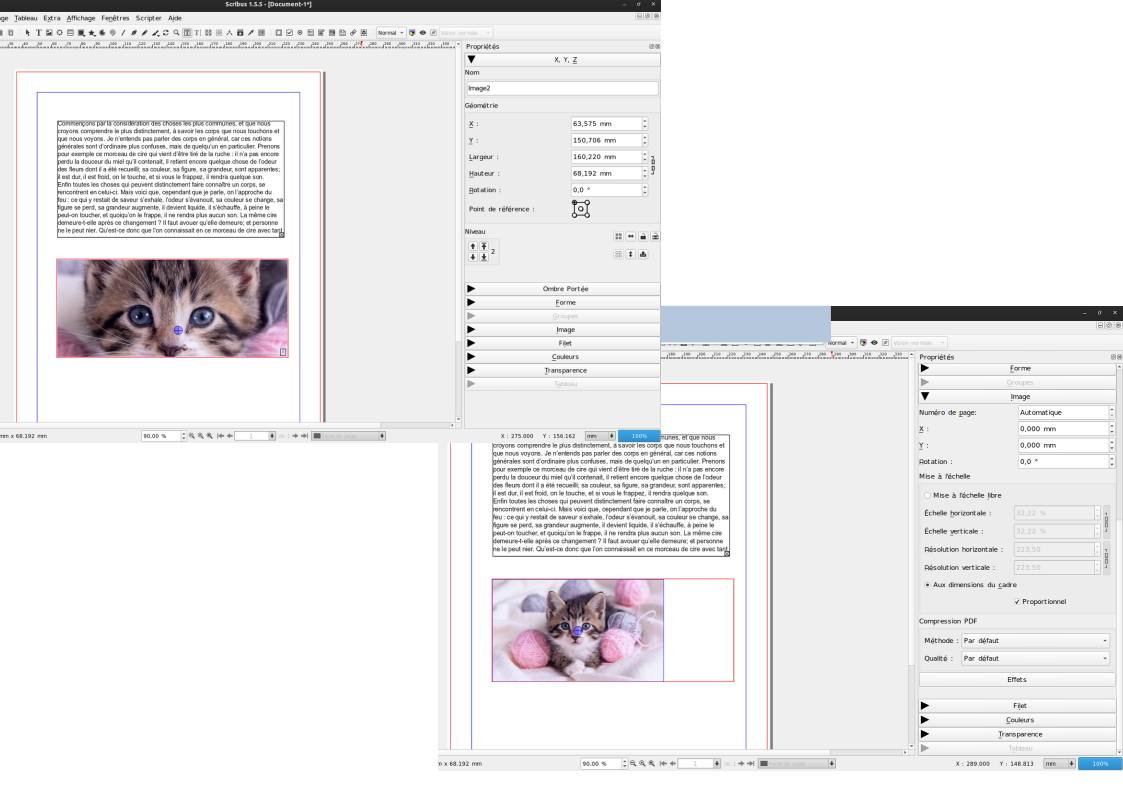 Scribus 1.5.5 - [Document-1*]
ge Tableau Extra Affichage Fenêtres Scripter Aide
Normal
Vision normale
Propriétés
X, Y, Z
Nom
Image2
Géométrie
X : 63,575 mm
Y : 150,706 mm
Largeur : 160,220 mm
Hauteur : 68,192 mm
Rotation : 0,0 °
Point de référence :
Niveau
2
Ombre Portée
Forme
Groupes
Image
Filet
Couleurs
Transparence
Tableau
Commençons par la considération des choses les plus communes, et que nous
croyons comprendre le plus distinctement, à savoir les corps que nous touchons et
que nous voyons. Je n'entends pas parler des corps en général, car ces notions
générales sont d'ordinaire plus confuses, mais de quelqu'un en particulier. Prenons
pour exemple ce morceau de cire qui vient d'être tiré de la ruche : il n'a pas encore
perdu la douceur du miel qu'il contenait, il retient encore quelque chose de l'odeur
des fleurs dont il a été recueilli; sa couleur, sa figure, sa grandeur, sont apparentes;
il est dur, il est froid, on le touche, et si vous le frappez, il rendra quelque son.
Enfin toutes les choses qui peuvent distinctement faire connaître un corps, se
rencontrent en celui-ci. Mais voici que, cependant que je parle, on l'approche du
feu : ce qui y restait de saveur s'exhale, l'odeur s'évanouit, sa couleur se change, sa
figure se perd, sa grandeur augmente, il devient liquide, il s'échauffe, à peine le
peut-on toucher, et quoiqu'on le frappe, il ne rendra plus aucun son. La même cire
demeure-t-elle après ce changement ? Il faut avouer qu'elle demeure; et personne
ne le peut nier. Qu'est-ce donc que l'on connaissait en ce morceau de cire avec tant
mm x 68.192 mm
90.00 %
1
de 1
Fond de page
X : 275.000 Y : 156.162
mm
100%
Normal
Vision normale
Propriétés
Forme
Groupes
Image
Numéro de page: Automatique
X : 0,000 mm
Y : 0,000 mm
Rotation : 0,0 °
Mise à l'échelle
Mise à l'échelle libre
Échelle horizontale : 32,22 %
Échelle verticale : 32,22 %
Résolution horizontale : 223,50
Résolution verticale : 223,50
Aux dimensions du cadre
Proportionnel
Compression PDF
Méthode : Par défaut
Qualité : Par défaut
Effets
Filet
Couleurs
Transparence
Tableau
munes, et que nous
croyons comprendre le plus distinctement, à savoir les corps que nous touchons et
que nous voyons. Je n'entends pas parler des corps en général, car ces notions
générales sont d'ordinaire plus confuses, mais de quelqu'un en particulier. Prenons
pour exemple ce morceau de cire qui vient d'être tiré de la ruche : il n'a pas encore
perdu la douceur du miel qu'il contenait, il retient encore quelque chose de l'odeur
des fleurs dont il a été recueilli; sa couleur, sa figure, sa grandeur, sont apparentes;
il est dur, il est froid, on le touche, et si vous le frappez, il rendra quelque son.
Enfin toutes les choses qui peuvent distinctement faire connaître un corps, se
rencontrent en celui-ci. Mais voici que, cependant que je parle, on l'approche du
feu : ce qui y restait de saveur s'exhale, l'odeur s'évanouit, sa couleur se change, sa
figure se perd, sa grandeur augmente, il devient liquide, il s'échauffe, à peine le
peut-on toucher, et quoiqu'on le frappe, il ne rendra plus aucun son. La même cire
demeure-t-elle après ce changement ? Il faut avouer qu'elle demeure; et personne
ne le peut nier. Qu'est-ce donc que l'on connaissait en ce morceau de cire avec tant
n x 68.192 mm
90.00 %
1
de 1
Fond de page
X : 289.000 Y : 148.813
mm
100%